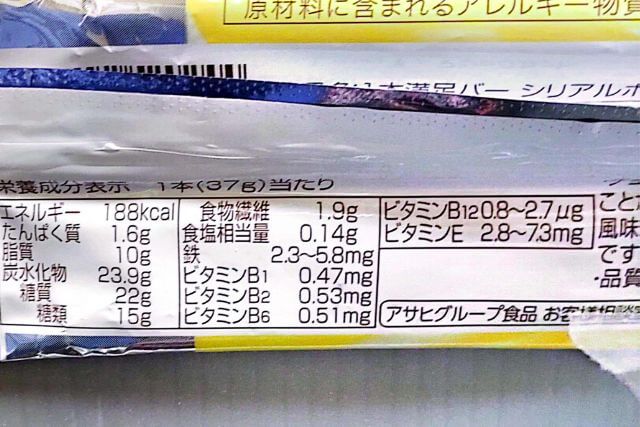 原材料に含まれるアレルギー物質
本満足バー シリアルホ
栄養成分表示 1本(37g)当たり
エネルギー 188kcal
たんぱく質 1.6g
脂質 10g
炭水化物 23.9g
糖質 22g
糖類 15g
食物繊維 1.9g
食塩相当量 0.14g
鉄 2.3～5.8mg
ビタミンB1 0.47mg
ビタミンB2 0.53mg
ビタミンB6 0.51mg
ビタミンB12 0.8～2.7μg
ビタミンE 2.8～7.3mg
アサヒグループ食品 お客様相談
こと
風味
です
・品質